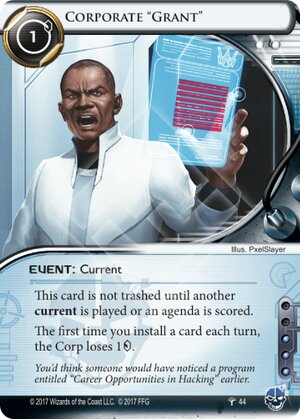 CORPORATE “GRANT”
1
Illus. PxelSlayer
EVENT: Current
This card is not trashed until another
current is played or an agenda is scored.
The first time you install a card each turn,
the Corp loses 1.
You’d think someone would have noticed a program
entitled “Career Opportunities in Hacking” earlier.
© 2017 Wizards of the Coast LLC. © 2017 FFG
44